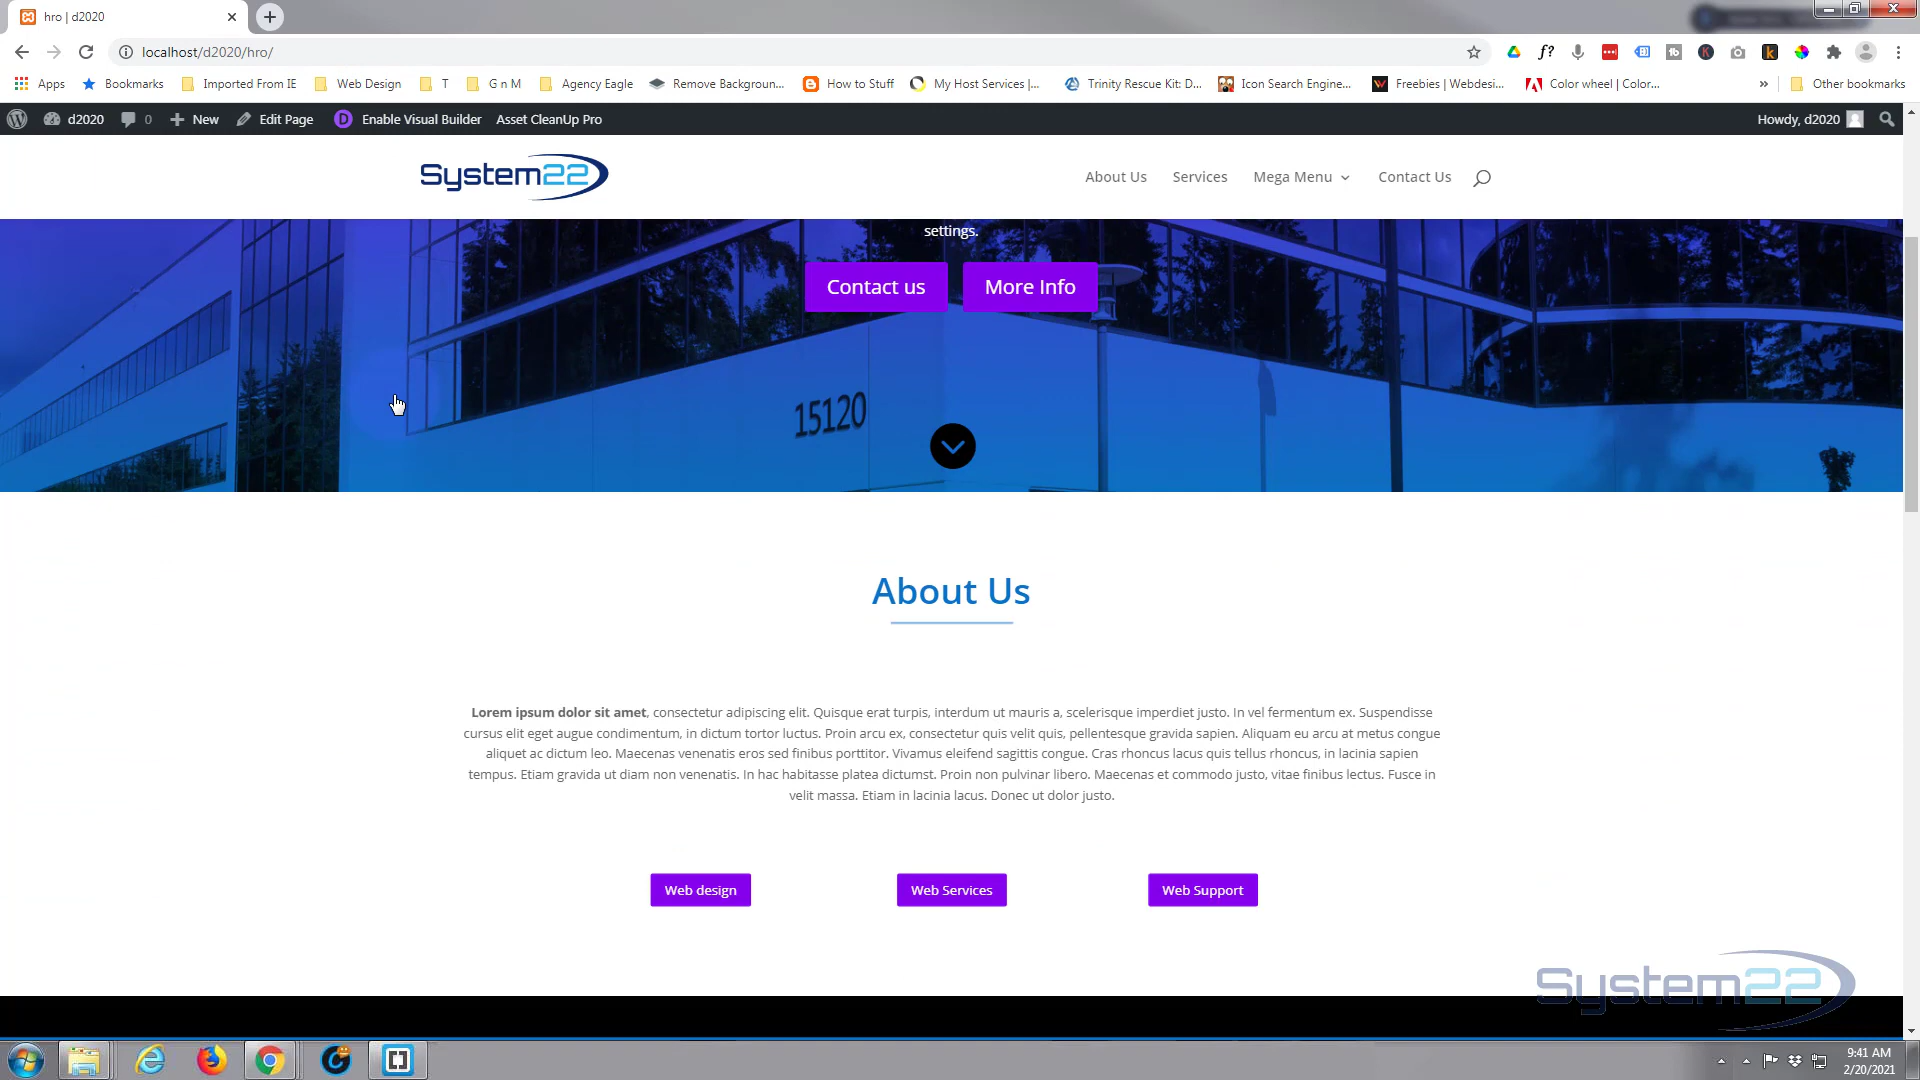 hro | d2020
localhost/d2020/hro/
Apps Bookmarks Imported From IE Web Design T G n M Agency Eagle Remove Backgroun... How to Stuff My Host Services |... Trinity Rescue Kit: D... Icon Search Engine... Freebies | Webdesi... Color wheel | Color... » Other bookmarks
d2020 0 New Edit Page Enable Visual Builder Asset CleanUp Pro Howdy, d2020
System22 About Us Services Mega Menu Contact Us
settings.
Contact us More Info
15120
About Us
Lorem ipsum dolor sit amet, consectetur adipiscing elit. Quisque erat turpis, interdum ut mauris a, scelerisque imperdiet justo. In vel fermentum ex. Suspendisse
cursus elit eget augue condimentum, in dictum tortor luctus. Proin arcu ex, consectetur quis velit quis, pellentesque gravida sapien. Aliquam eu arcu at metus congue
aliquet ac dictum leo. Maecenas venenatis eros sed finibus porttitor. Vivamus eleifend sagittis congue. Cras rhoncus lacus quis tellus rhoncus, in lacinia sapien
tempus. Etiam gravida ut diam non venenatis. In hac habitasse platea dictumst. Proin non pulvinar libero. Maecenas et commodo justo, vitae finibus lectus. Fusce in
velit massa. Etiam in lacinia lacus. Donec ut dolor justo.
Web design Web Services Web Support
System22
9:41 AM
2/20/2021